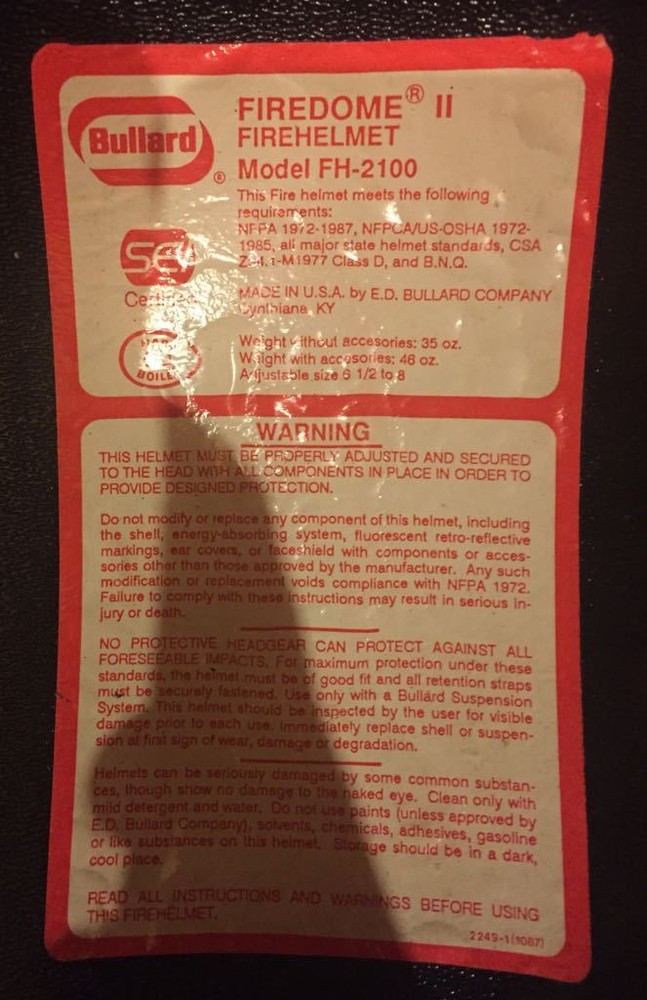 FIREDOME® II
Bullard
FIREHELMET
® Model FH-2100
This Fire helmet meets the following
requirements:
NFPA 1972-1987, NFPCA/US-OSHA 1972-
1985, all major state helmet standards, CSA
Z94.1-M1977 Class D, and B.N.Q.
SEI
Certified
MADE IN U.S.A. by E.D. BULLARD COMPANY
Cynthiana, KY
Weight without accesories: 35 oz.
Weight with accesories: 46 oz.
Adjustable size 6 1/2 to 8
WARNING
THIS HELMET MUST BE PROPERLY ADJUSTED AND SECURED
TO THE HEAD WITH ALL COMPONENTS IN PLACE IN ORDER TO
PROVIDE DESIGNED PROTECTION.
Do not modify or replace any component of this helmet, including
the shell, energy-absorbing system, fluorescent retro-reflective
markings, ear covers, or faceshield with components or acces-
sories other than those approved by the manufacturer. Any such
modification or replacement voids compliance with NFPA 1972.
Failure to comply with these instructions may result in serious in-
jury or death.
NO PROTECTIVE HEADGEAR CAN PROTECT AGAINST ALL
FORESEEABLE IMPACTS. For maximum protection under these
standards, the helmet must be of good fit and all retention straps
must be securely fastened. Use only with a Bullard Suspension
System. This helmet should be inspected by the user for visible
damage prior to each use. Immediately replace shell or suspen-
sion at first sign of wear, damage or degradation.
Helmets can be seriously damaged by some common substan-
ces, though show no damage to the naked eye. Clean only with
mild detergent and water. Do not use paints (unless approved by
E.D. Bullard Company), solvents, chemicals, adhesives, gasoline
or like substances on this helmet. Storage should be in a dark,
cool place.
READ ALL INSTRUCTIONS AND WARNINGS BEFORE USING
THIS FIREHELMET.
2249-1(1087)